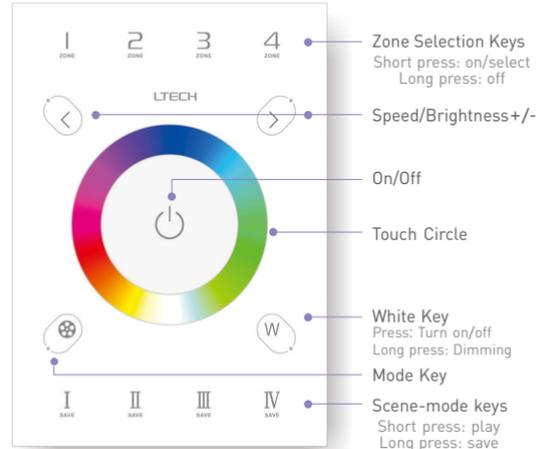 1 2 3 4
ZONE ZONE ZONE ZONE
Zone Selection Keys
Short press: on/select
Long press: off
LTECH
< >
Speed/Brightness+/-
On/Off
Touch Circle
W
White Key
Press: Turn on/off
Long press: Dimming
Mode Key
I II III IV
SAVE SAVE SAVE SAVE
Scene-mode keys
Short press: play
Long press: save